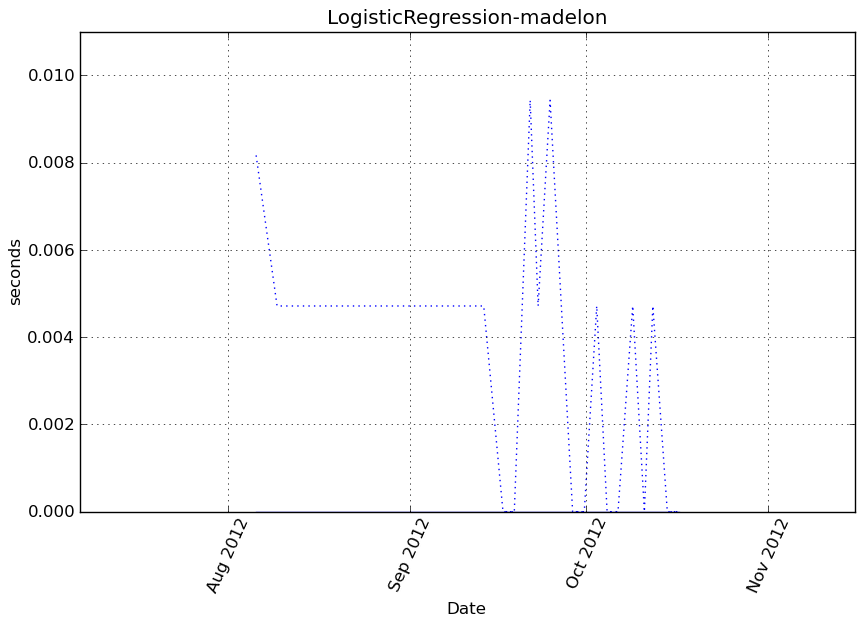 LogisticRegression-madelon
0.010
0.008
0.006
0.004
0.002
0.000
seconds
Aug 2012
Sep 2012
Oct 2012
Nov 2012
Date